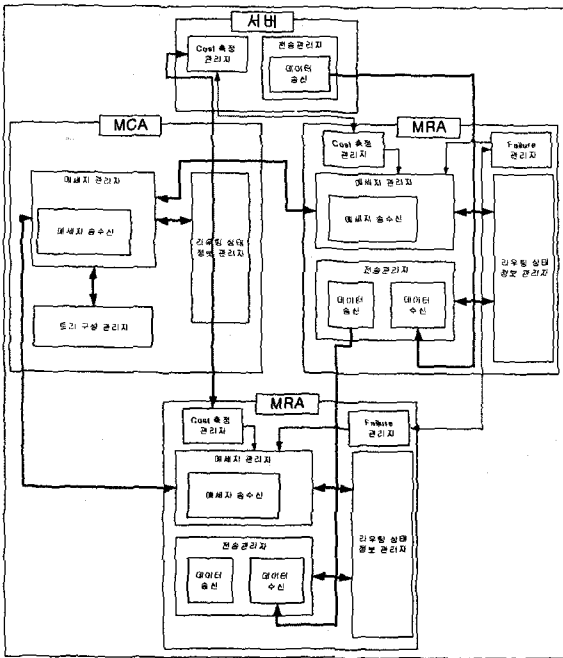 서버
Cost 측정
관리자
전송관리자
데이터
송신
MCA
메세지 관리자
메세지 송수신
라우팅 상태
정보 관리자
트리 구성 관리자
MRA
Cost 측정
관리자
Failure
관리자
메세지 관리자
메세지 송수신
라우팅 상태
정보 관리자
전송관리자
데이터
송신
데이터
수신
MRA
Cost 측정
관리자
Failure
관리자
메세지 관리자
메세지 송수신
라우팅 상태
정보 관리자
전송관리자
데이터
송신
데이터
수신